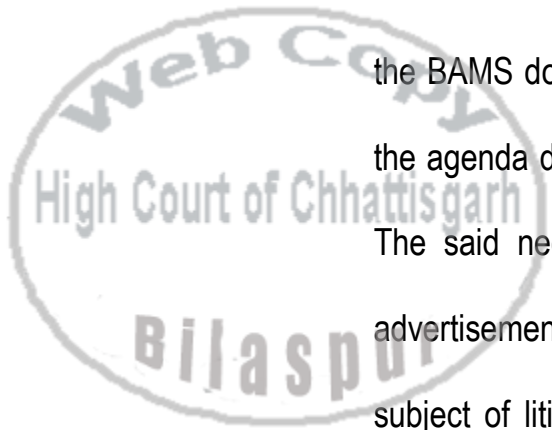 Web Copy
the BAMS do
the agenda d
High Court of Chhattisgarh
The said ne
advertisemen
Bilaspur
subject of liti